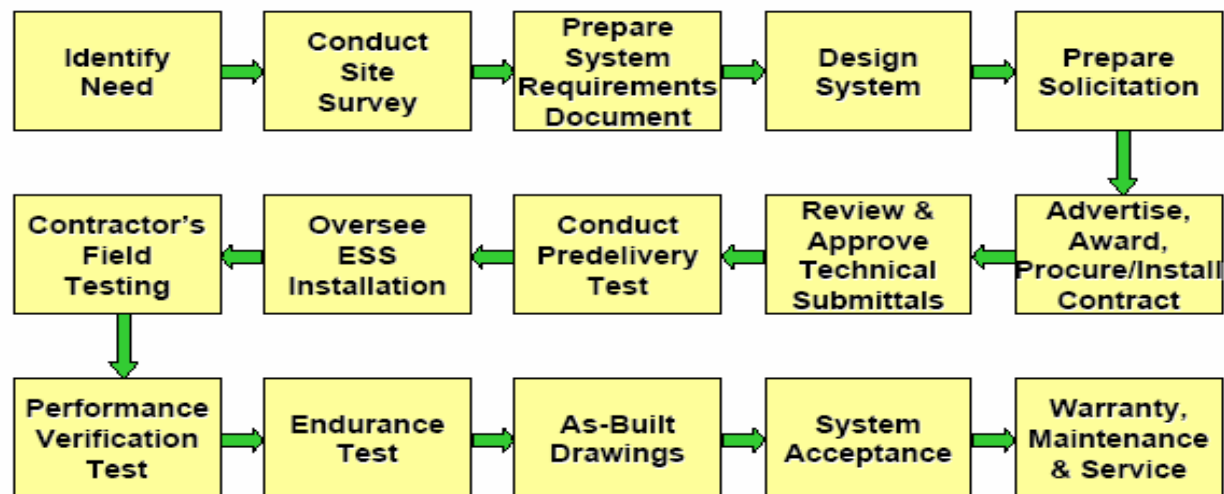 Identify
Need
Conduct
Site
Survey
Prepare
System
Requirements
Document
Design
System
Prepare
Solicitation
Contractor's
Field
Testing
Oversee
ESS
Installation
Conduct
Predelivery
Test
Review &
Approve
Technical
Submittals
Advertise,
Award,
Procure/Install
Contract
Performance
Verification
Test
Endurance
Test
As-Built
Drawings
System
Acceptance
Warranty,
Maintenance
& Service